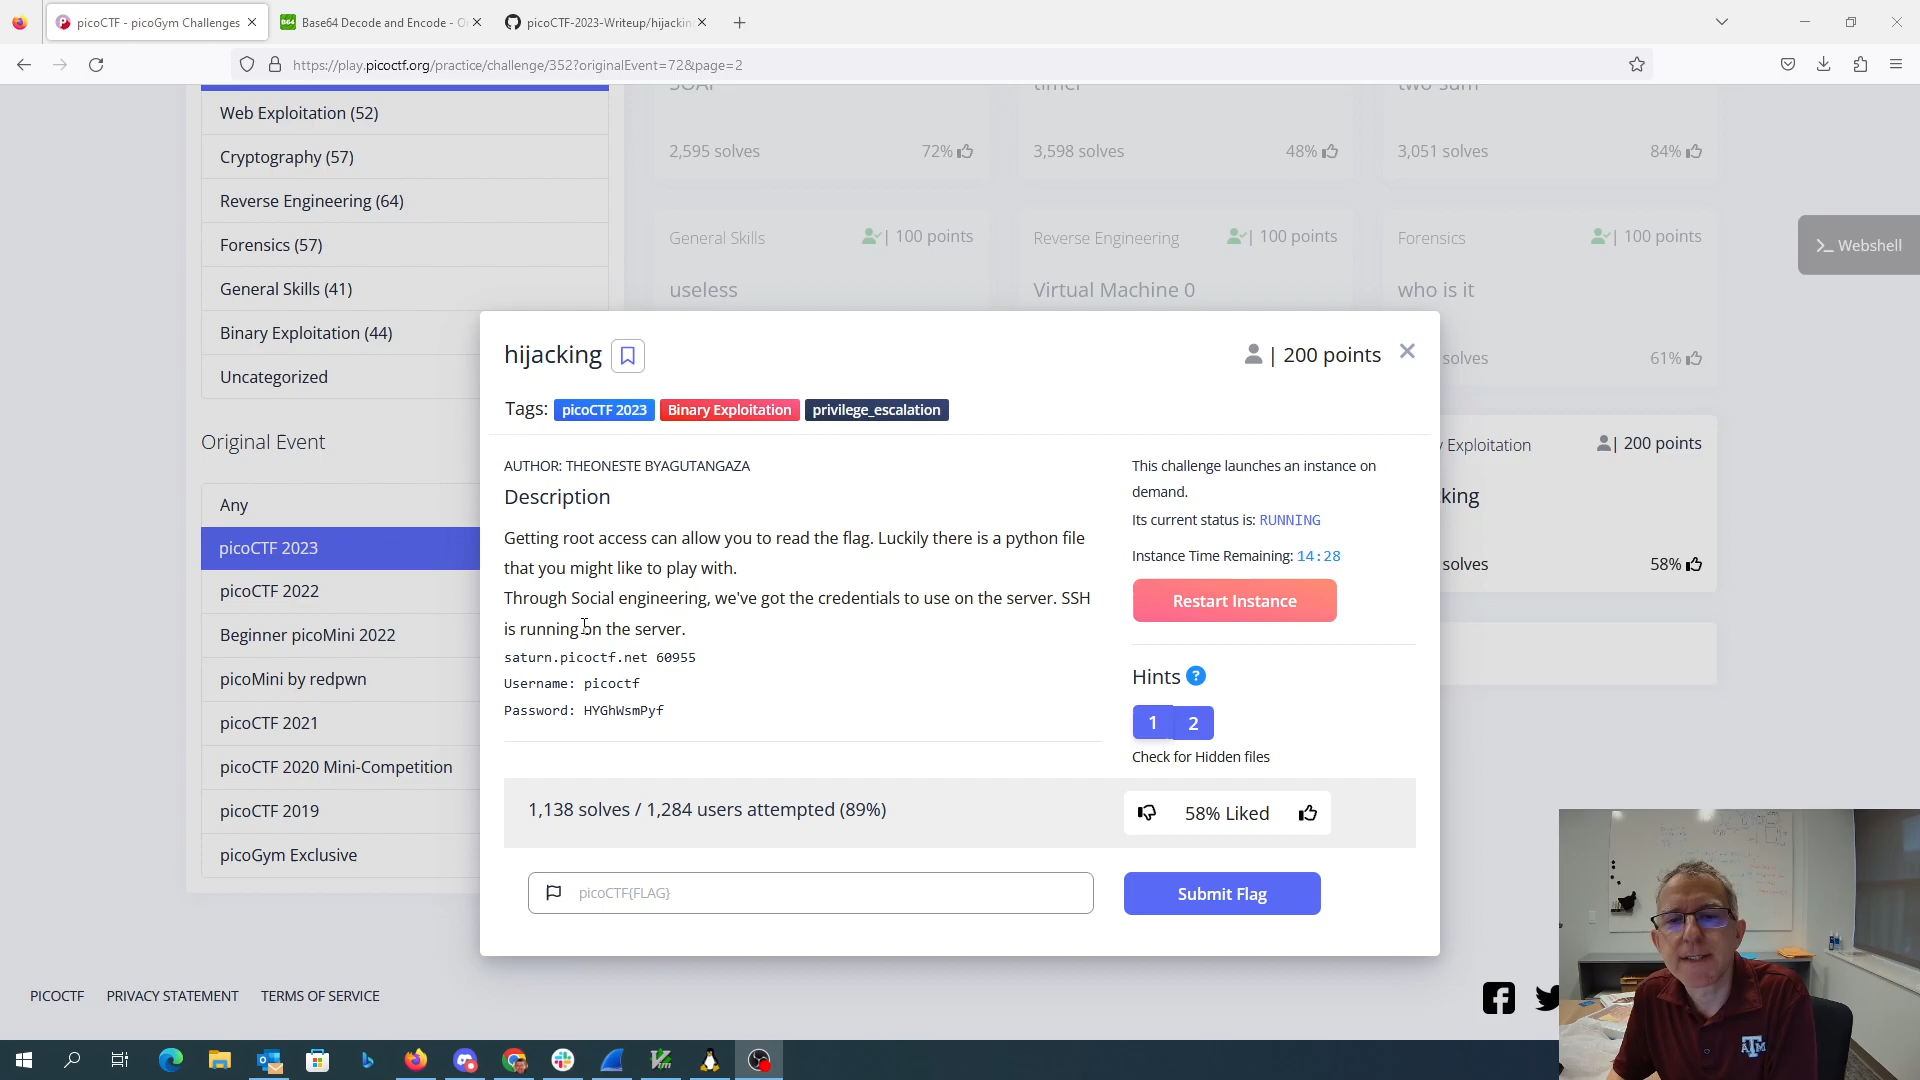 picoCTF - picoGym Challenges
Base64 Decode and Encode - O
picoCTF-2023-Writeup/hijackin
https://play.picoctf.org/practice/challenge/352?originalEvent=72&page=2
Web Exploitation (52)
Cryptography (57)
Reverse Engineering (64)
Forensics (57)
General Skills (41)
Binary Exploitation (44)
Uncategorized
Original Event
Any
picoCTF 2023
picoCTF 2022
Beginner picoMini 2022
picoMini by redpwn
picoCTF 2021
picoCTF 2020 Mini-Competition
picoCTF 2019
picoGym Exclusive
SOAP
timer
two-sum
2,595 solves 72%
3,598 solves 48%
3,051 solves 84%
General Skills | 100 points
Reverse Engineering | 100 points
Forensics | 100 points
useless
Virtual Machine 0
who is it
solves 61%
y Exploitation | 200 points
king
solves 58%
>_ Webshell
hijacking
| 200 points
Tags: picoCTF 2023 Binary Exploitation privilege_escalation
AUTHOR: THEONESTE BYAGUTANGAZA
Description
Getting root access can allow you to read the flag. Luckily there is a python file
that you might like to play with.
Through Social engineering, we've got the credentials to use on the server. SSH
is running on the server.
saturn.picoctf.net 60955
Username: picoctf
Password: HYGhWsmPyf
This challenge launches an instance on
demand.
Its current status is: RUNNING
Instance Time Remaining: 14:28
Restart Instance
Hints ?
1 2
Check for Hidden files
1,138 solves / 1,284 users attempted (89%)
58% Liked
picoCTF{FLAG}
Submit Flag
PICOCTF PRIVACY STATEMENT TERMS OF SERVICE
ATM